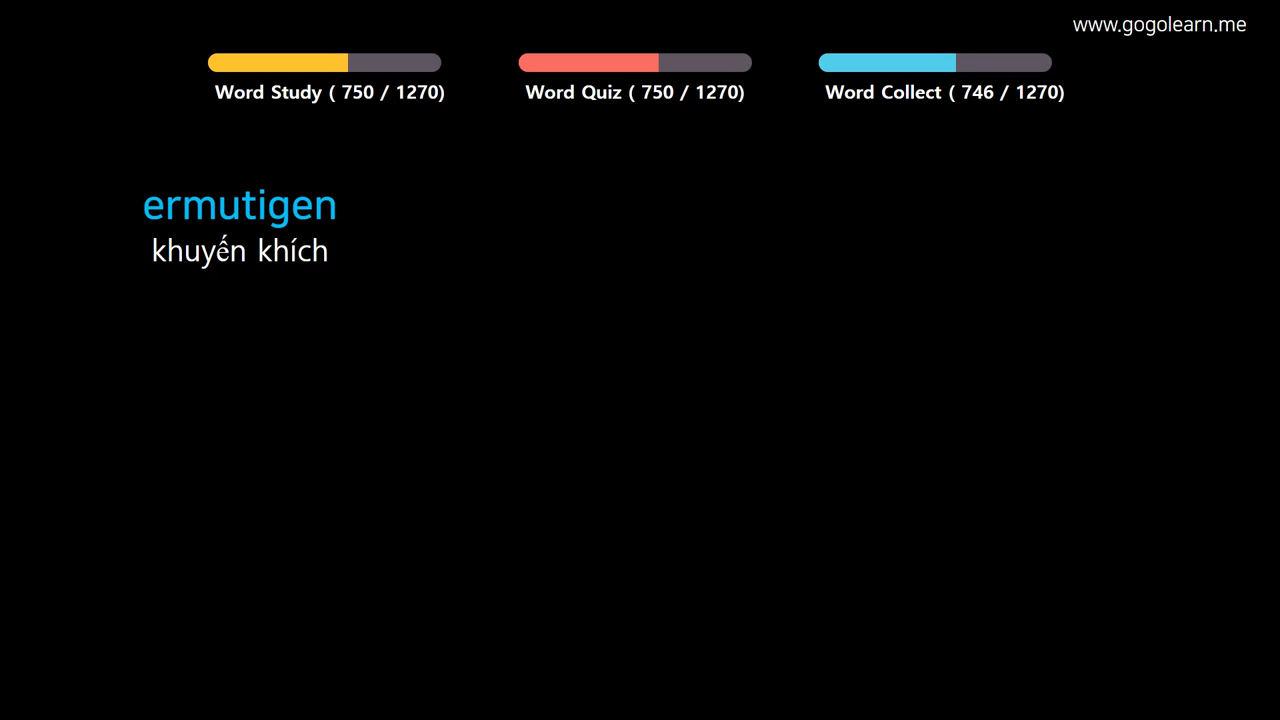 www.gogolearn.me
Word Study ( 750 / 1270)
Word Quiz ( 750 / 1270)
Word Collect ( 746 / 1270)
ermutigen
khuyến khích